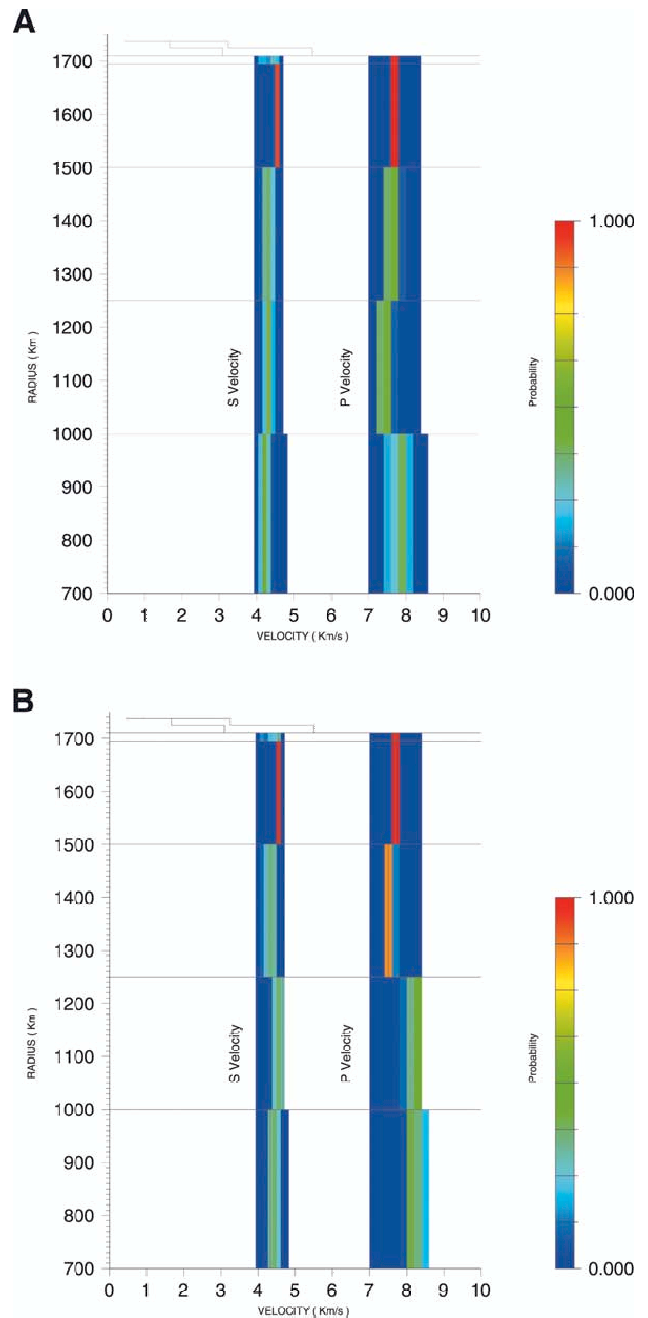 A
1700
1600
1500
1400
1300
1200
1100
1000
900
800
700
RADIUS ( Km )
S Velocity
P Velocity
0 1 2 3 4 5 6 7 8 9 10
VELOCITY ( Km/s )
1.000
Probability
0.000
B
1700
1600
1500
1400
1300
1200
1100
1000
900
800
700
RADIUS ( Km )
S Velocity
P Velocity
0 1 2 3 4 5 6 7 8 9 10
VELOCITY ( Km/s )
1.000
Probability
0.000